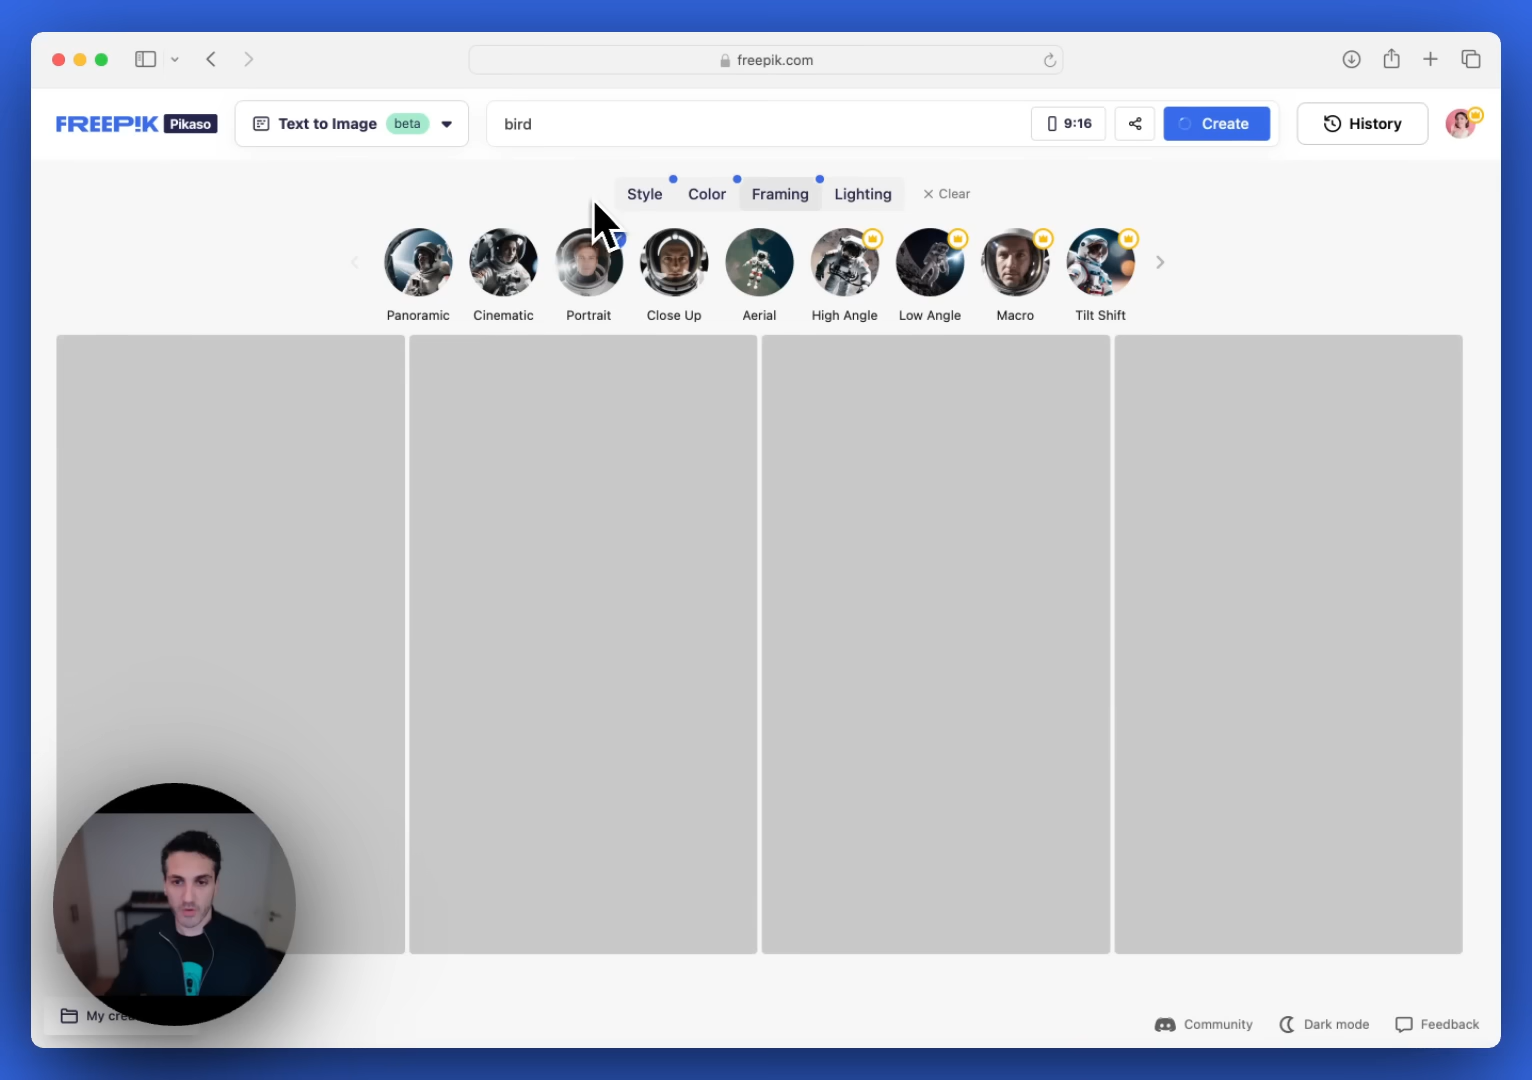 freepik.com
FREEP!K Pikaso
Text to Image beta
bird
9:16
Create
History
Style Color Framing Lighting Clear
Panoramic Cinematic Portrait Close Up Aerial High Angle Low Angle Macro Tilt Shift
My
Community Dark mode Feedback